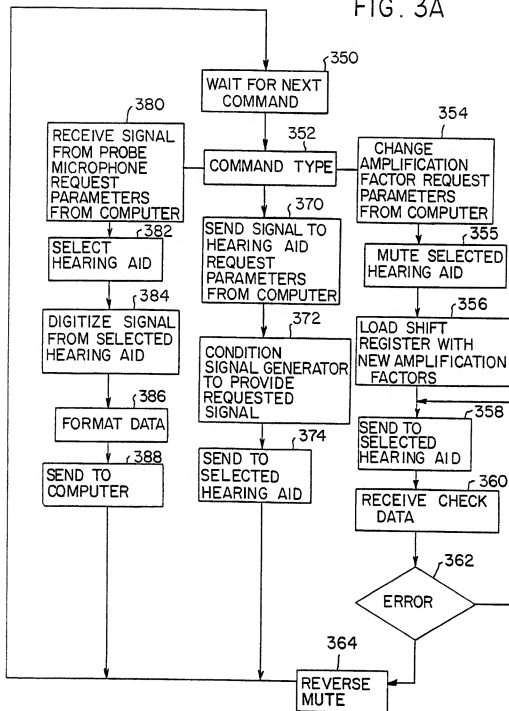 FIG. 3A
350
WAIT FOR NEXT
COMMAND
380
RECEIVE SIGNAL
FROM PROBE
MICROPHONE
REQUEST
PARAMETERS
FROM COMPUTER
352
COMMAND TYPE
354
CHANGE
AMPLIFICATION
FACTOR REQUEST
PARAMETERS
FROM COMPUTER
382
SELECT
HEARING AID
384
DIGITIZE SIGNAL
FROM SELECTED
HEARING AID
386
FORMAT DATA
388
SEND TO
COMPUTER
370
SEND SIGNAL TO
HEARING AID
REQUEST
PARAMETERS
FROM COMPUTER
372
CONDITION
SIGNAL GENERATOR
TO PROVIDE
REQUESTED
SIGNAL
374
SEND TO
SELECTED
HEARING AID
355
MUTE SELECTED
HEARING AID
356
LOAD SHIFT
REGISTER WITH
NEW AMPLIFICATION
FACTORS
358
SEND TO
SELECTED
HEARING AID
360
RECEIVE CHECK
DATA
362
ERROR
364
REVERSE
MUTE